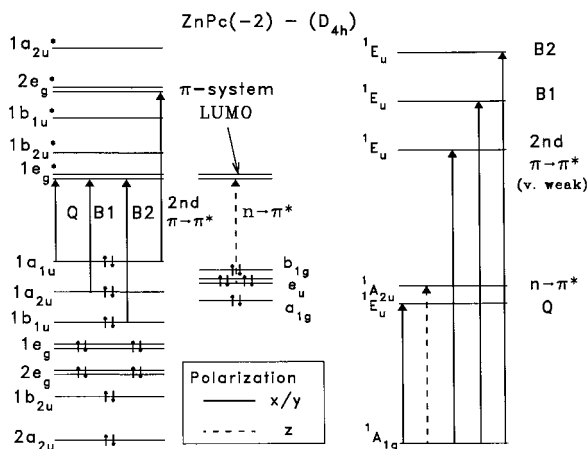 ZnPc(-2) - (D4h)
1a2u*
2eg*
1b1u*
1b2u*
1eg*
Q B1 B2
2nd
π→π*
1a1u
1a2u
1b1u
1eg
2eg
1b2u
2a2u
π-system
LUMO
n→π*
b1g
eu
a1g
Polarization
x/y
z
1Eu B2
1Eu B1
1Eu 2nd
π→π*
(v. weak)
1A2u n→π*
1Eu Q
1A1g